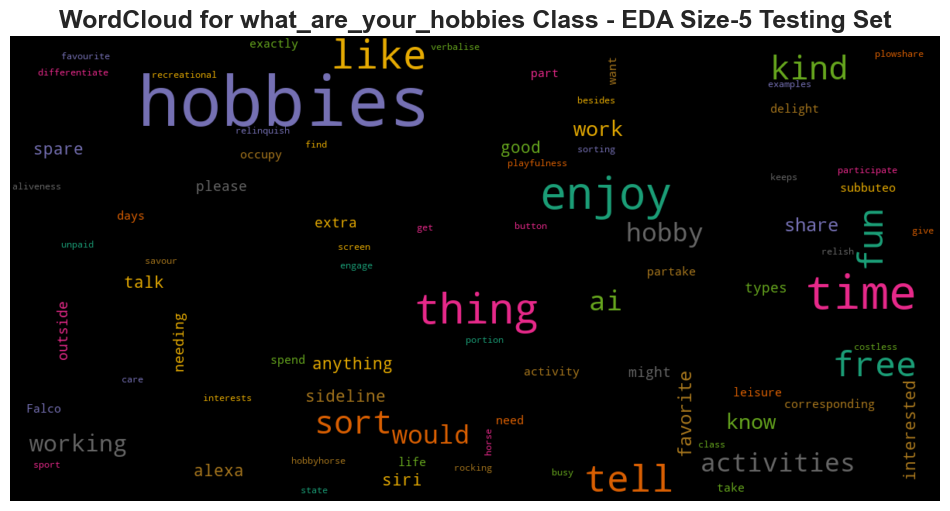 WordCloud for what_are_your_hobbies Class - EDA Size-5 Testing Set
exactly
verbalise
favourite
like
plowshare
differentiate
recreational
part
want
kind
examples
hobbies
besides
delight
relinquish
work
find
good
sorting
spare
occupy
playfulness
aliveness
please
enjoy
keeps
participate
subbuteo
days
extra
get
button
hobby
share
fun
give
unpaid
screen
relish
savour
engage
partake
talk
types
time
thing
ai
outside
needing
portion
costless
spend
anything
activity
might
free
care
interests
sideline
favorite
leisure
corresponding
interested
Falco
sort
would
need
know
working
horse
class
activities
sport
alexa
hobbyhorse
life
rocking
siri
busy
tell
state
take